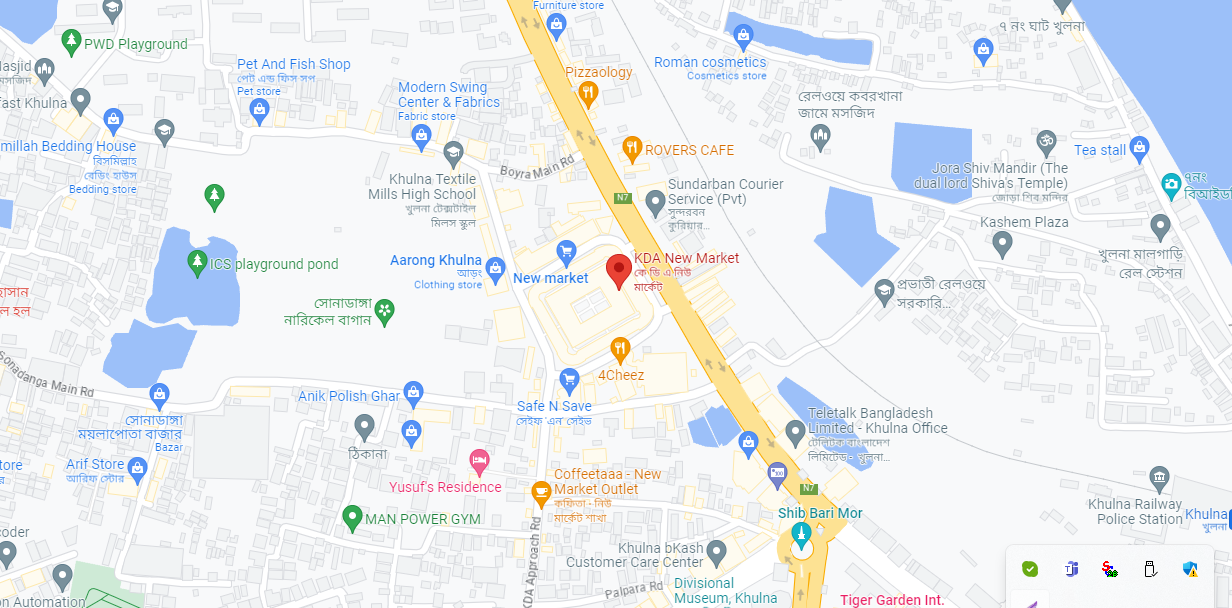 Furniture store
৭ নং ঘাট খুলনা
PWD Playground
Pet And Fish Shop
পেট এন্ড ফিস সপ
Pet store
Pizzaology
Roman cosmetics
Cosmetics store
Masjid
মসজিদ
fast Khulna
Modern Swing
Center & Fabrics
Fabric store
রেলওয়ে কবরখানা
জামে মসজিদ
millah Bedding House
বিসমিল্লাহ
বেডিং হাউস
Bedding store
ROVERS CAFE
Tea stall
Boyra Main Rd
Khulna Textile
Mills High School
খুলনা টেক্সটাইল
মিলস স্কুল
N7
Sundarban Courier
Service (Pvt)
সুন্দরবন
কুরিয়ার...
Jora Shiv Mandir (The
dual lord Shiva's Temple)
জোড়া শিব মন্দির
৭নং
বিআইডা
Kashem Plaza
খুলনা মালগাড়ি
রেল স্টেশন
ICS playground pond
Aarong Khulna
আড়ং
Clothing store
New market
KDA New Market
কে ডি এ নিউ
মার্কেট
প্রভাতী রেলওয়ে
সরকারি...
হাসান
ল হল
সোনাডাঙ্গা
নারিকেল বাগান
4Cheez
Sonadanga Main Rd
Anik Polish Ghar
Safe N Save
সেইফ এন সেইভ
সোনাডাঙ্গা
ময়লাপোতা বাজার
Bazar
Teletalk Bangladesh
Limited - Khulna Office
টেলিটক বাংলাদেশ
লিমিটেড - খুলনা...
ঠিকানা
tore
Arif Store
আরিফ স্টোর
Yusuf's Residence
Coffeetaaa - New
Market Outlet
কফিতা - নিউ
মার্কেট শাখা
N7
Shib Bari Mor
Khulna Railway
Police Station
Khulna
খুলনা
MAN POWER GYM
coder
KDA Approach Rd
Khulna bKash
Customer Care Center
Palpara Rd
Divisional
Museum, Khulna
Tiger Garden Int.
on Automation